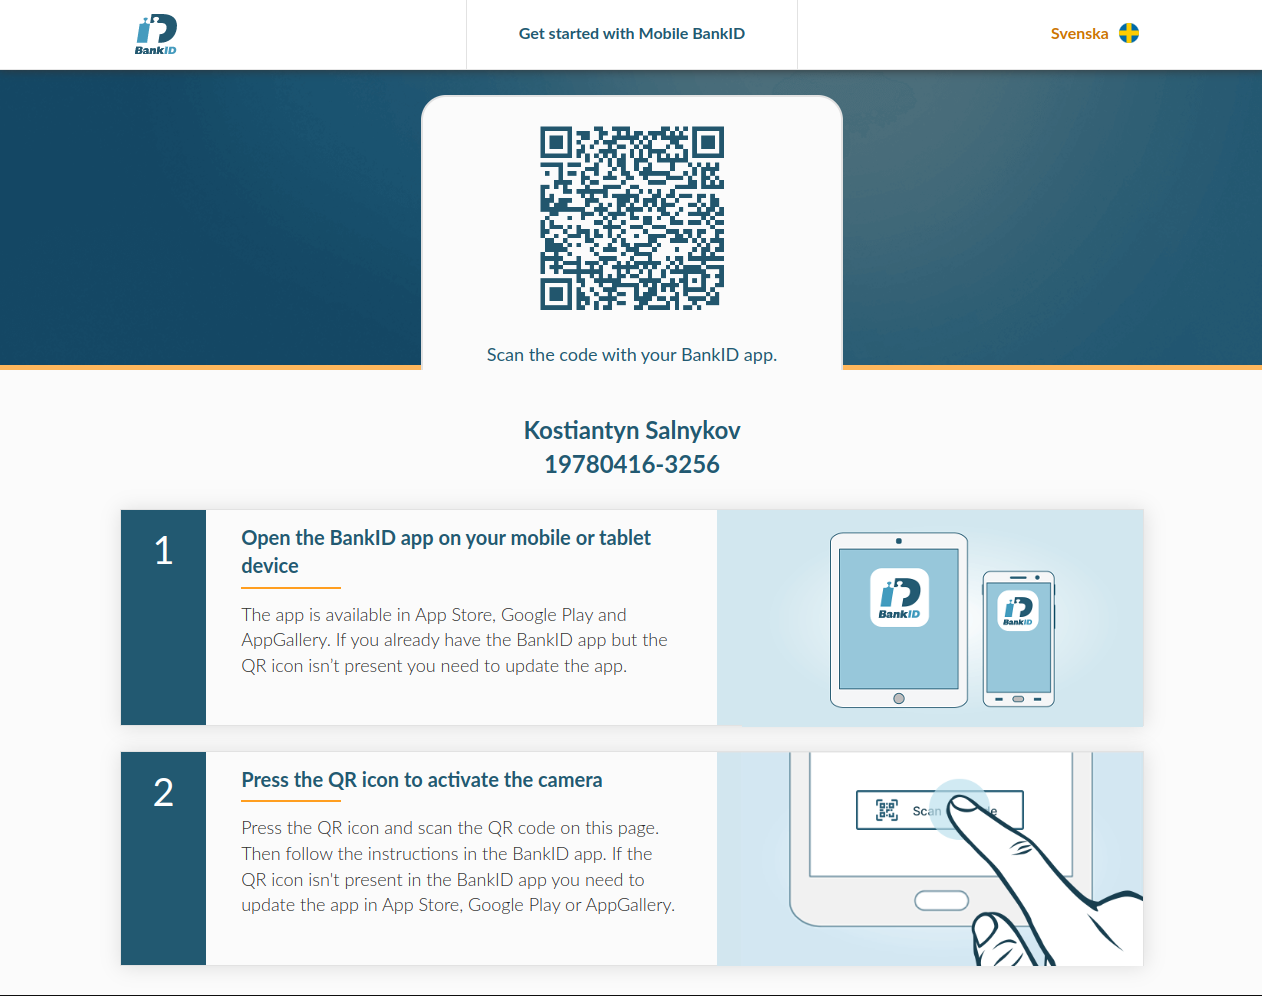 BankID
Get started with Mobile BankID
Svenska
Scan the code with your BankID app.
Kostiantyn Salnykov
19780416-3256
1
Open the BankID app on your mobile or tablet
device
The app is available in App Store, Google Play and
AppGallery. If you already have the BankID app but the
QR icon isn’t present you need to update the app.
BankID
BankID
2
Press the QR icon to activate the camera
Press the QR icon and scan the QR code on this page.
Then follow the instructions in the BankID app. If the
QR icon isn't present in the BankID app you need to
update the app in App Store, Google Play or AppGallery.
Scan